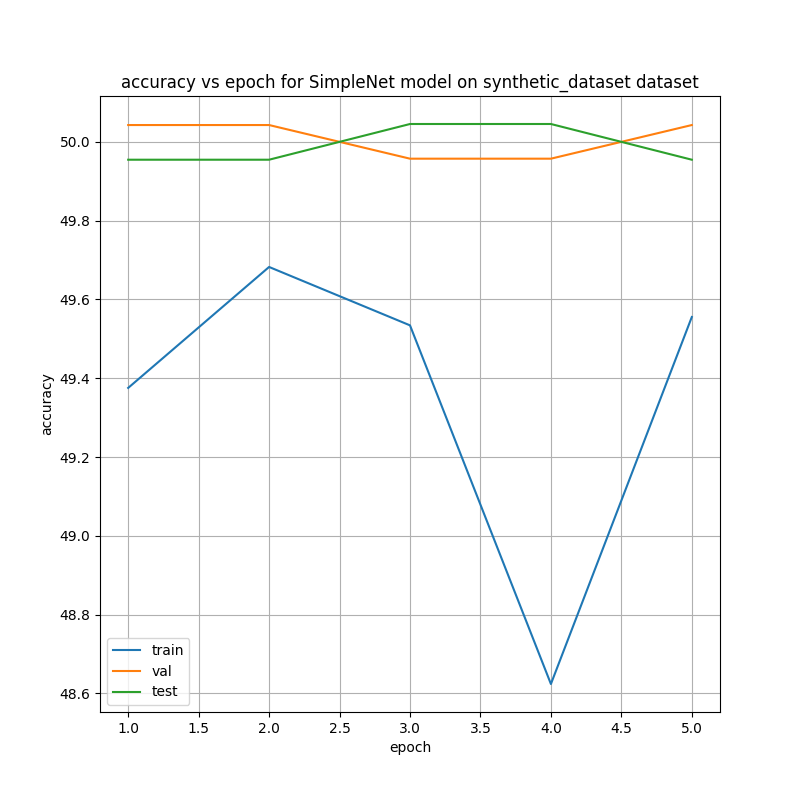 accuracy vs epoch for SimpleNet model on synthetic_dataset dataset
50.0
49.8
49.6
49.4
49.2
49.0
48.8
48.6
accuracy
train
val
test
1.0 1.5 2.0 2.5 3.0 3.5 4.0 4.5 5.0
epoch